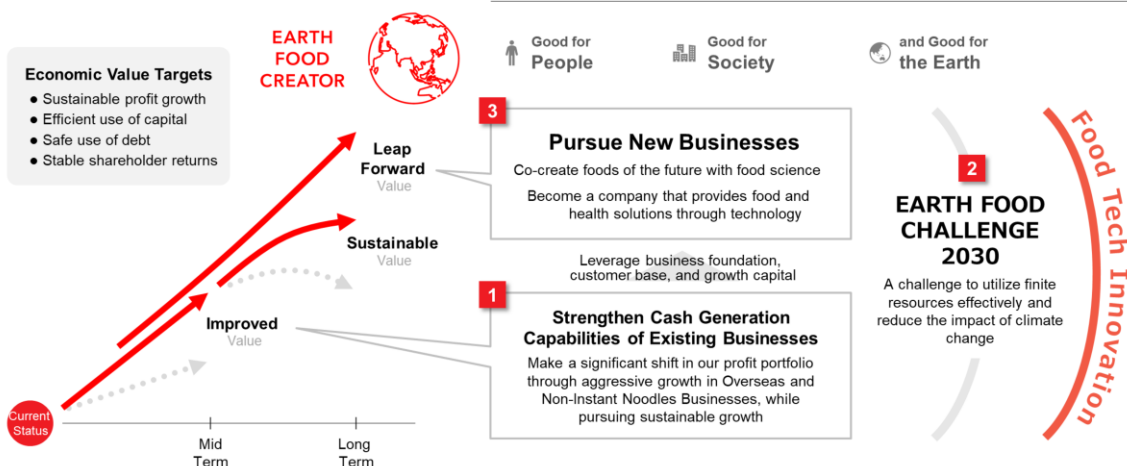 EARTH
FOOD
CREATOR
Good for
People
Good for
Society
and Good for
the Earth
Economic Value Targets
● Sustainable profit growth
● Efficient use of capital
● Safe use of debt
● Stable shareholder returns
Leap
Forward
Value
Sustainable
Value
Improved
Value
Current
Status
Mid
Term
Long
Term
3
Pursue New Businesses
Co-create foods of the future with food science
Become a company that provides food and
health solutions through technology
Leverage business foundation,
customer base, and growth capital
1
Strengthen Cash Generation
Capabilities of Existing Businesses
Make a significant shift in our profit portfolio
through aggressive growth in Overseas and
Non-Instant Noodles Businesses, while
pursuing sustainable growth
2
EARTH FOOD
CHALLENGE
2030
A challenge to utilize finite
resources effectively and
reduce the impact of climate
change
Food Tech Innovation